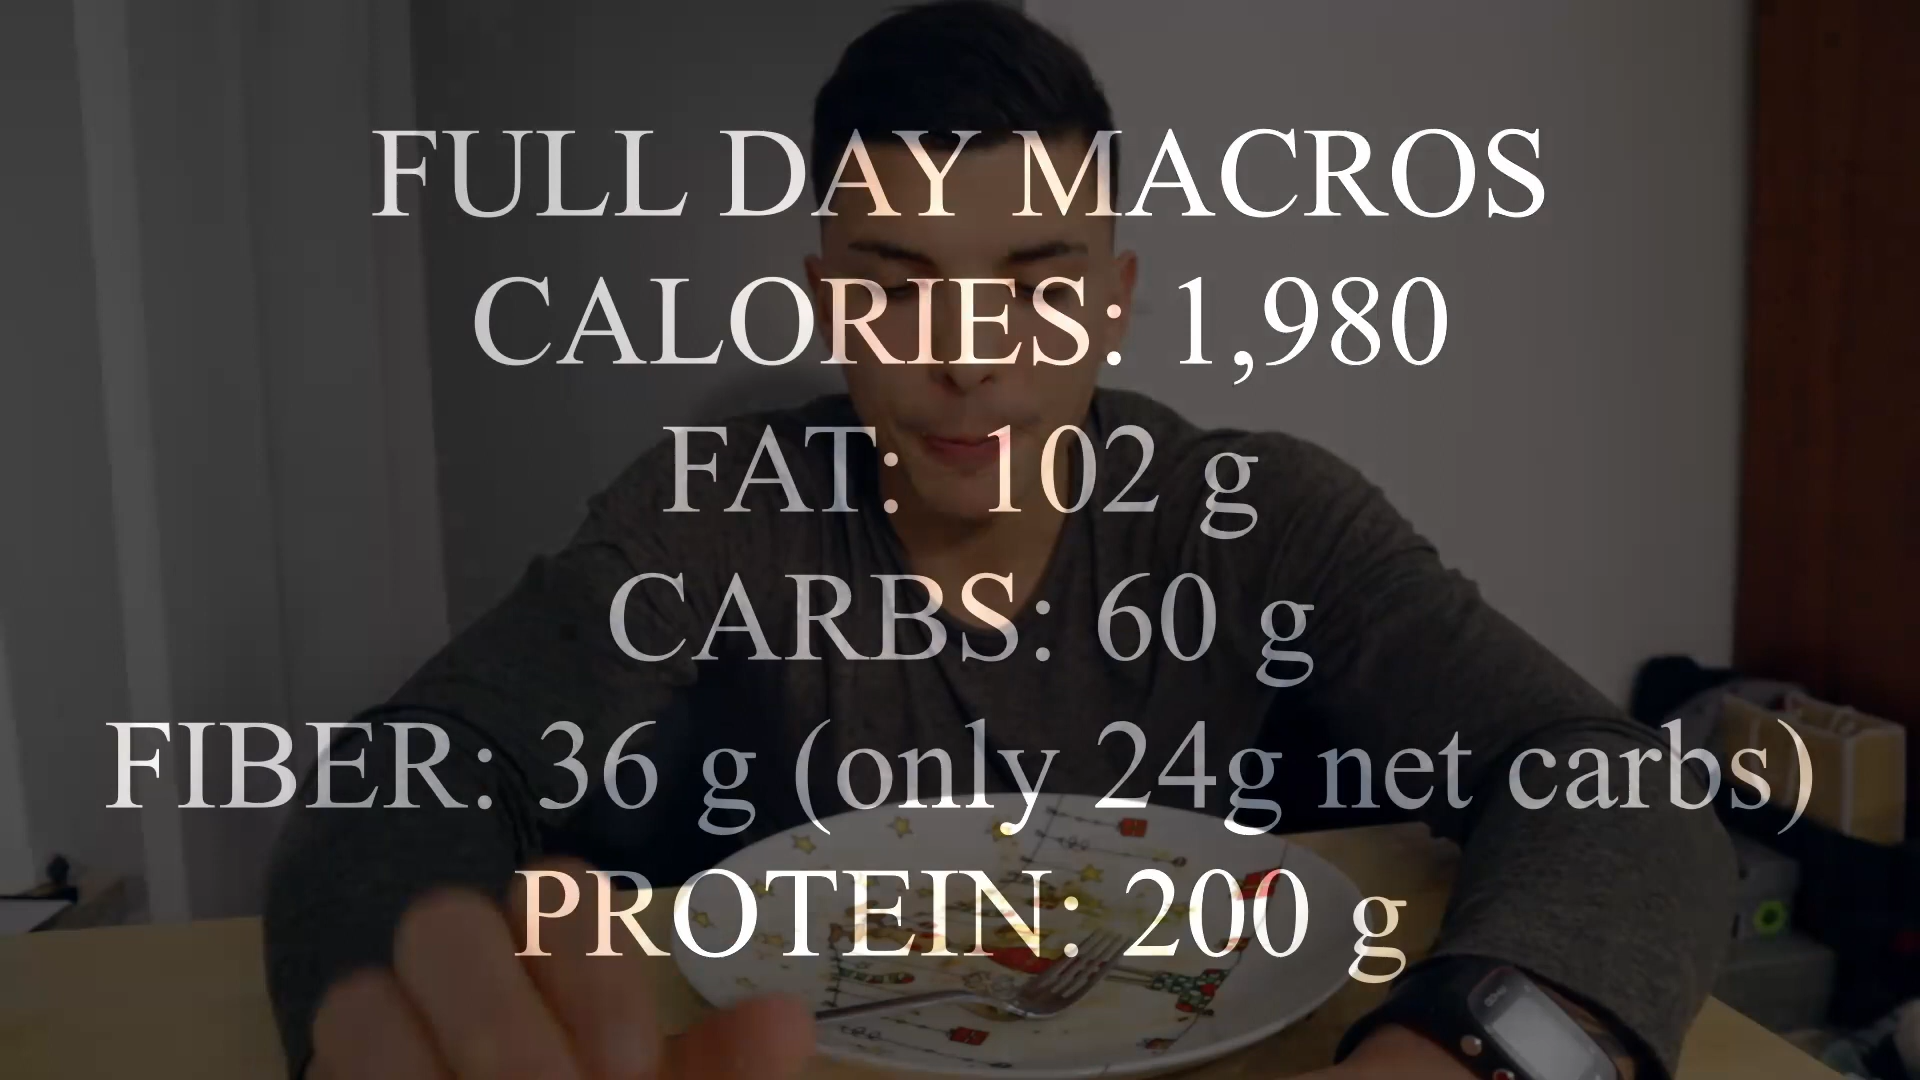 FULL DAY MACROS
CALORIES: 1,980
FAT: 102 g
CARBS: 60 g
FIBER: 36 g (only 24g net carbs)
PROTEIN: 200 g